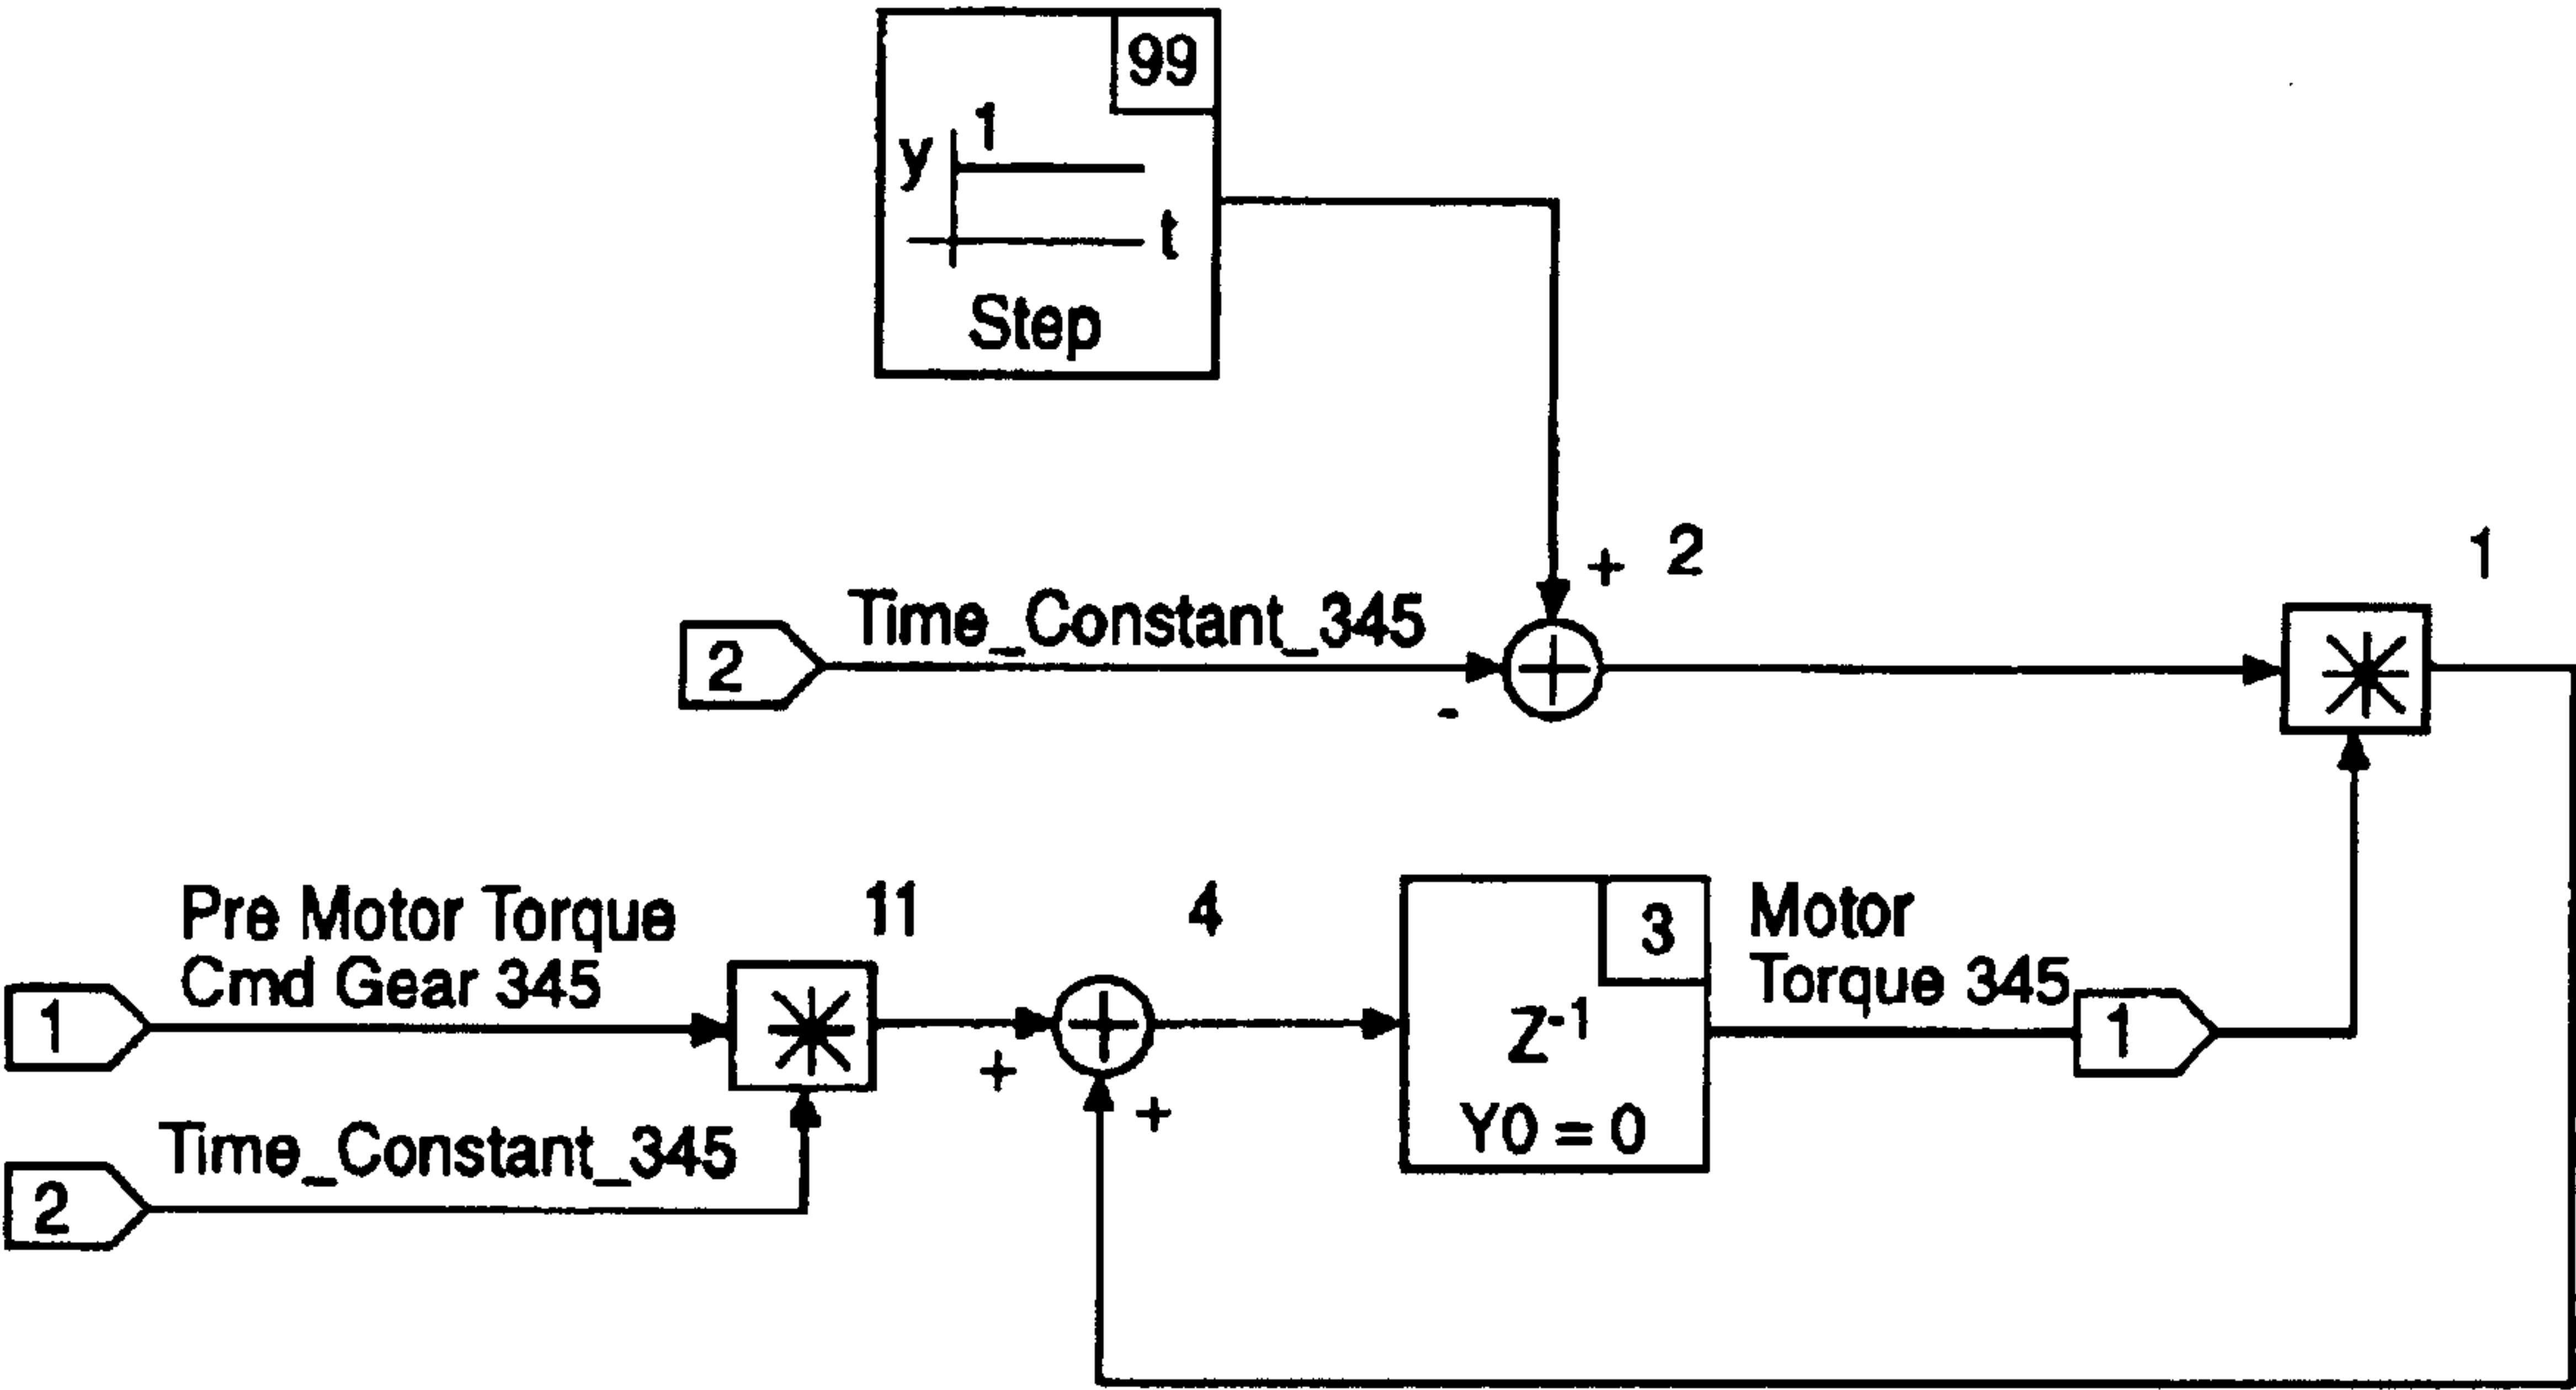 99
1
y
t
Step
+ 2
1
Time_Constant_345
2
-
Pre Motor Torque
Cmd Gear 345
11
4
3
Motor
Torque 345
1
+
Z-1
1
+
Y0 = 0
Time_Constant_345
2